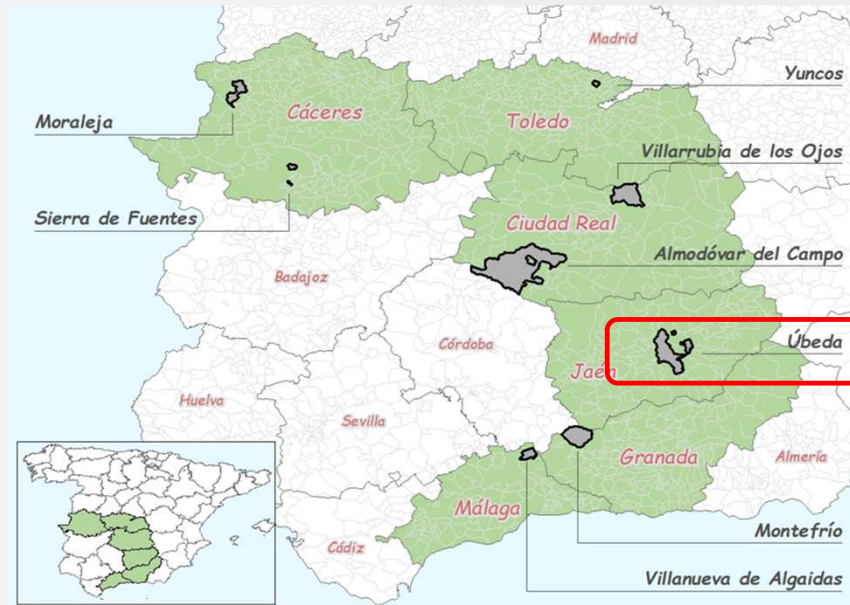 Madrid
Yuncos
Cáceres
Toledo
Moraleja
Villarrubia de los Ojos
Sierra de Fuentes
Ciudad Real
Almodóvar del Campo
Badajoz
Córdoba
Úbeda
Jaén
Huelva
Sevilla
Granada
Almería
Málaga
Montefrío
Cádiz
Villanueva de Algaidas